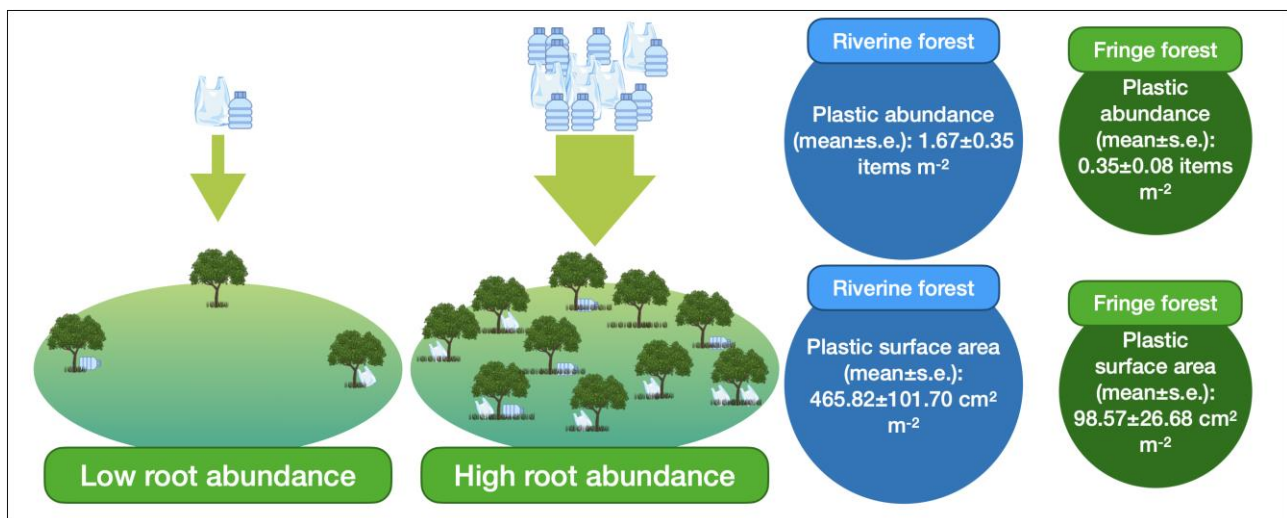 Low root abundance
High root abundance
Riverine forest
Plastic abundance
(mean±s.e.): 1.67±0.35
items m⁻²
Fringe forest
Plastic
abundance
(mean±s.e.):
0.35±0.08 items
m⁻²
Riverine forest
Plastic surface area
(mean±s.e.):
465.82±101.70 cm²
m⁻²
Fringe forest
Plastic
surface area
(mean±s.e.):
98.57±26.68 cm²
m⁻²